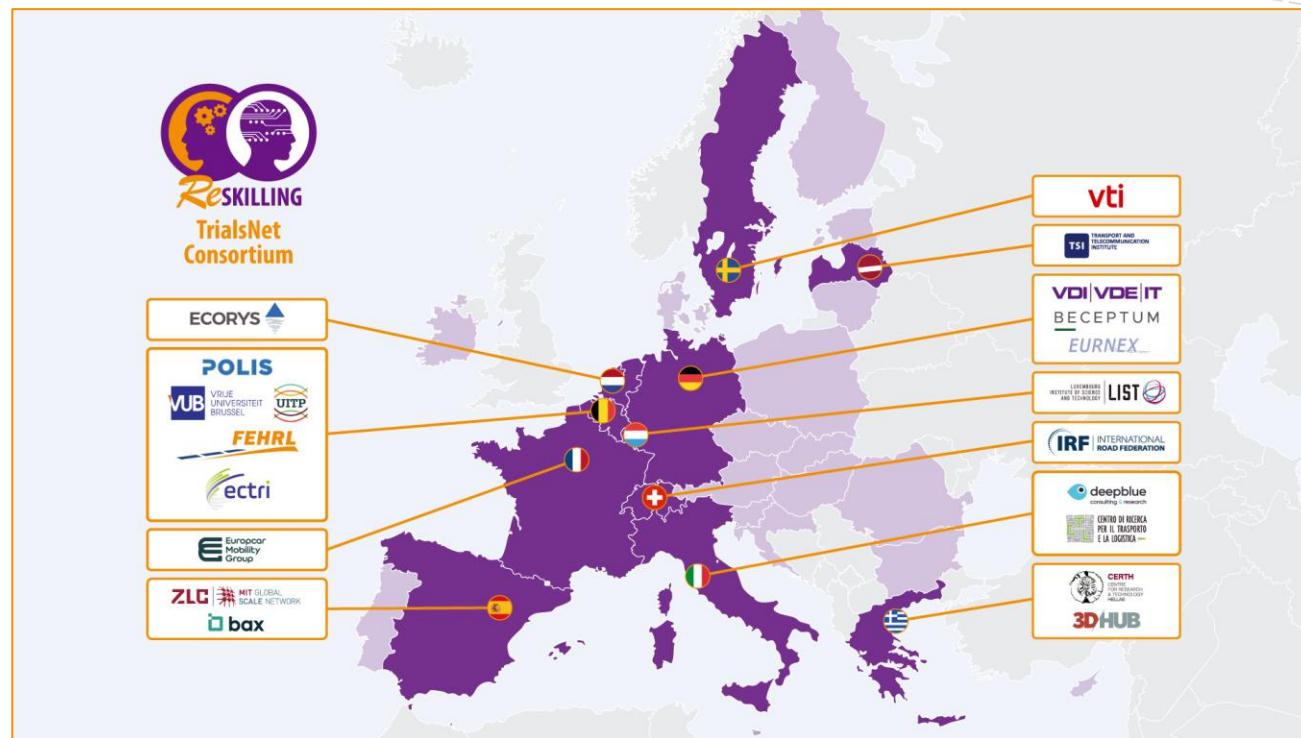 ReSKILLING
TrialsNet
Consortium
ECORYS
POLIS
VUB
VRIJE
UNIVERSITEIT
BRUSSEL
UITP
FEHRL
ectri
Europcar
Mobility
Group
ZLC
MIT GLOBAL
SCALE NETWORK
bax
vti
TSI
TRANSPORT AND
TELECOMMUNICATION
INSTITUTE
VDI|VDE|IT
BECEPTUM
EURNEX
LUXEMBOURG
INSTITUTE OF SCIENCE
AND TECHNOLOGY
LIST
IRF
INTERNATIONAL
ROAD FEDERATION
deepblue
consulting & research
CENTRO DI RICERCA
PER IL TRASPORTO
E LA LOGISTICA
CERTH
CENTRE
FOR RESEARCH
& TECHNOLOGY
HELLAS
3DHUB